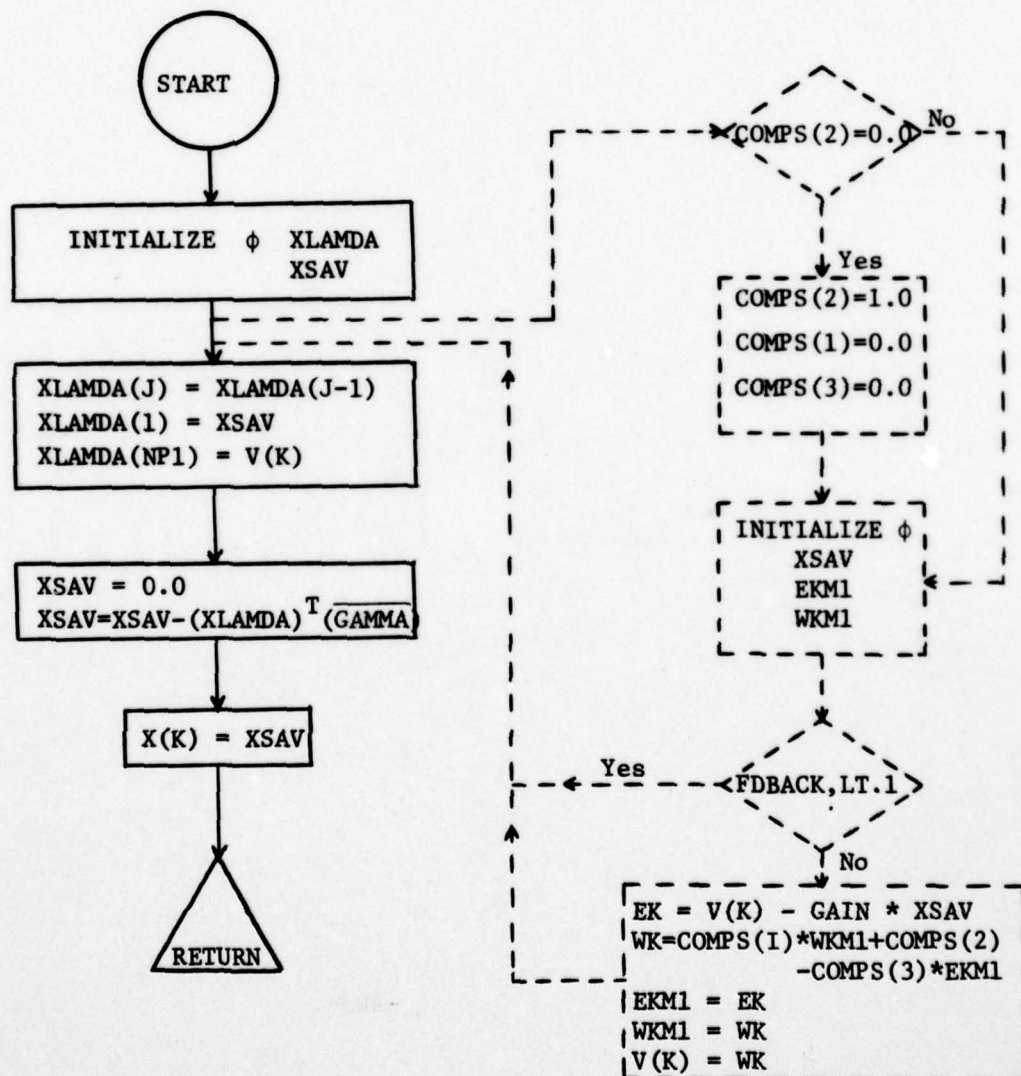 START
INITIALIZE ϕ XLAMDA
XSAV
XLAMDA(J) = XLAMDA(J-1)
XLAMDA(1) = XSAV
XLAMDA(NP1) = V(K)
XSAV = 0.0
XSAV=XSAV-(XLAMDA)ᵀ(G̅A̅M̅M̅A̅)
X(K) = XSAV
RETURN
COMPS(2)=0.0
No
Yes
COMPS(2)=1.0
COMPS(1)=0.0
COMPS(3)=0.0
INITIALIZE ϕ
XSAV
EKM1
WKM1
FDBACK,LT.1
Yes
No
EK = V(K) - GAIN * XSAV
WK=COMPS(I)*WKM1+COMPS(2)
-COMPS(3)*EKM1
EKM1 = EK
WKM1 = WK
V(K) = WK